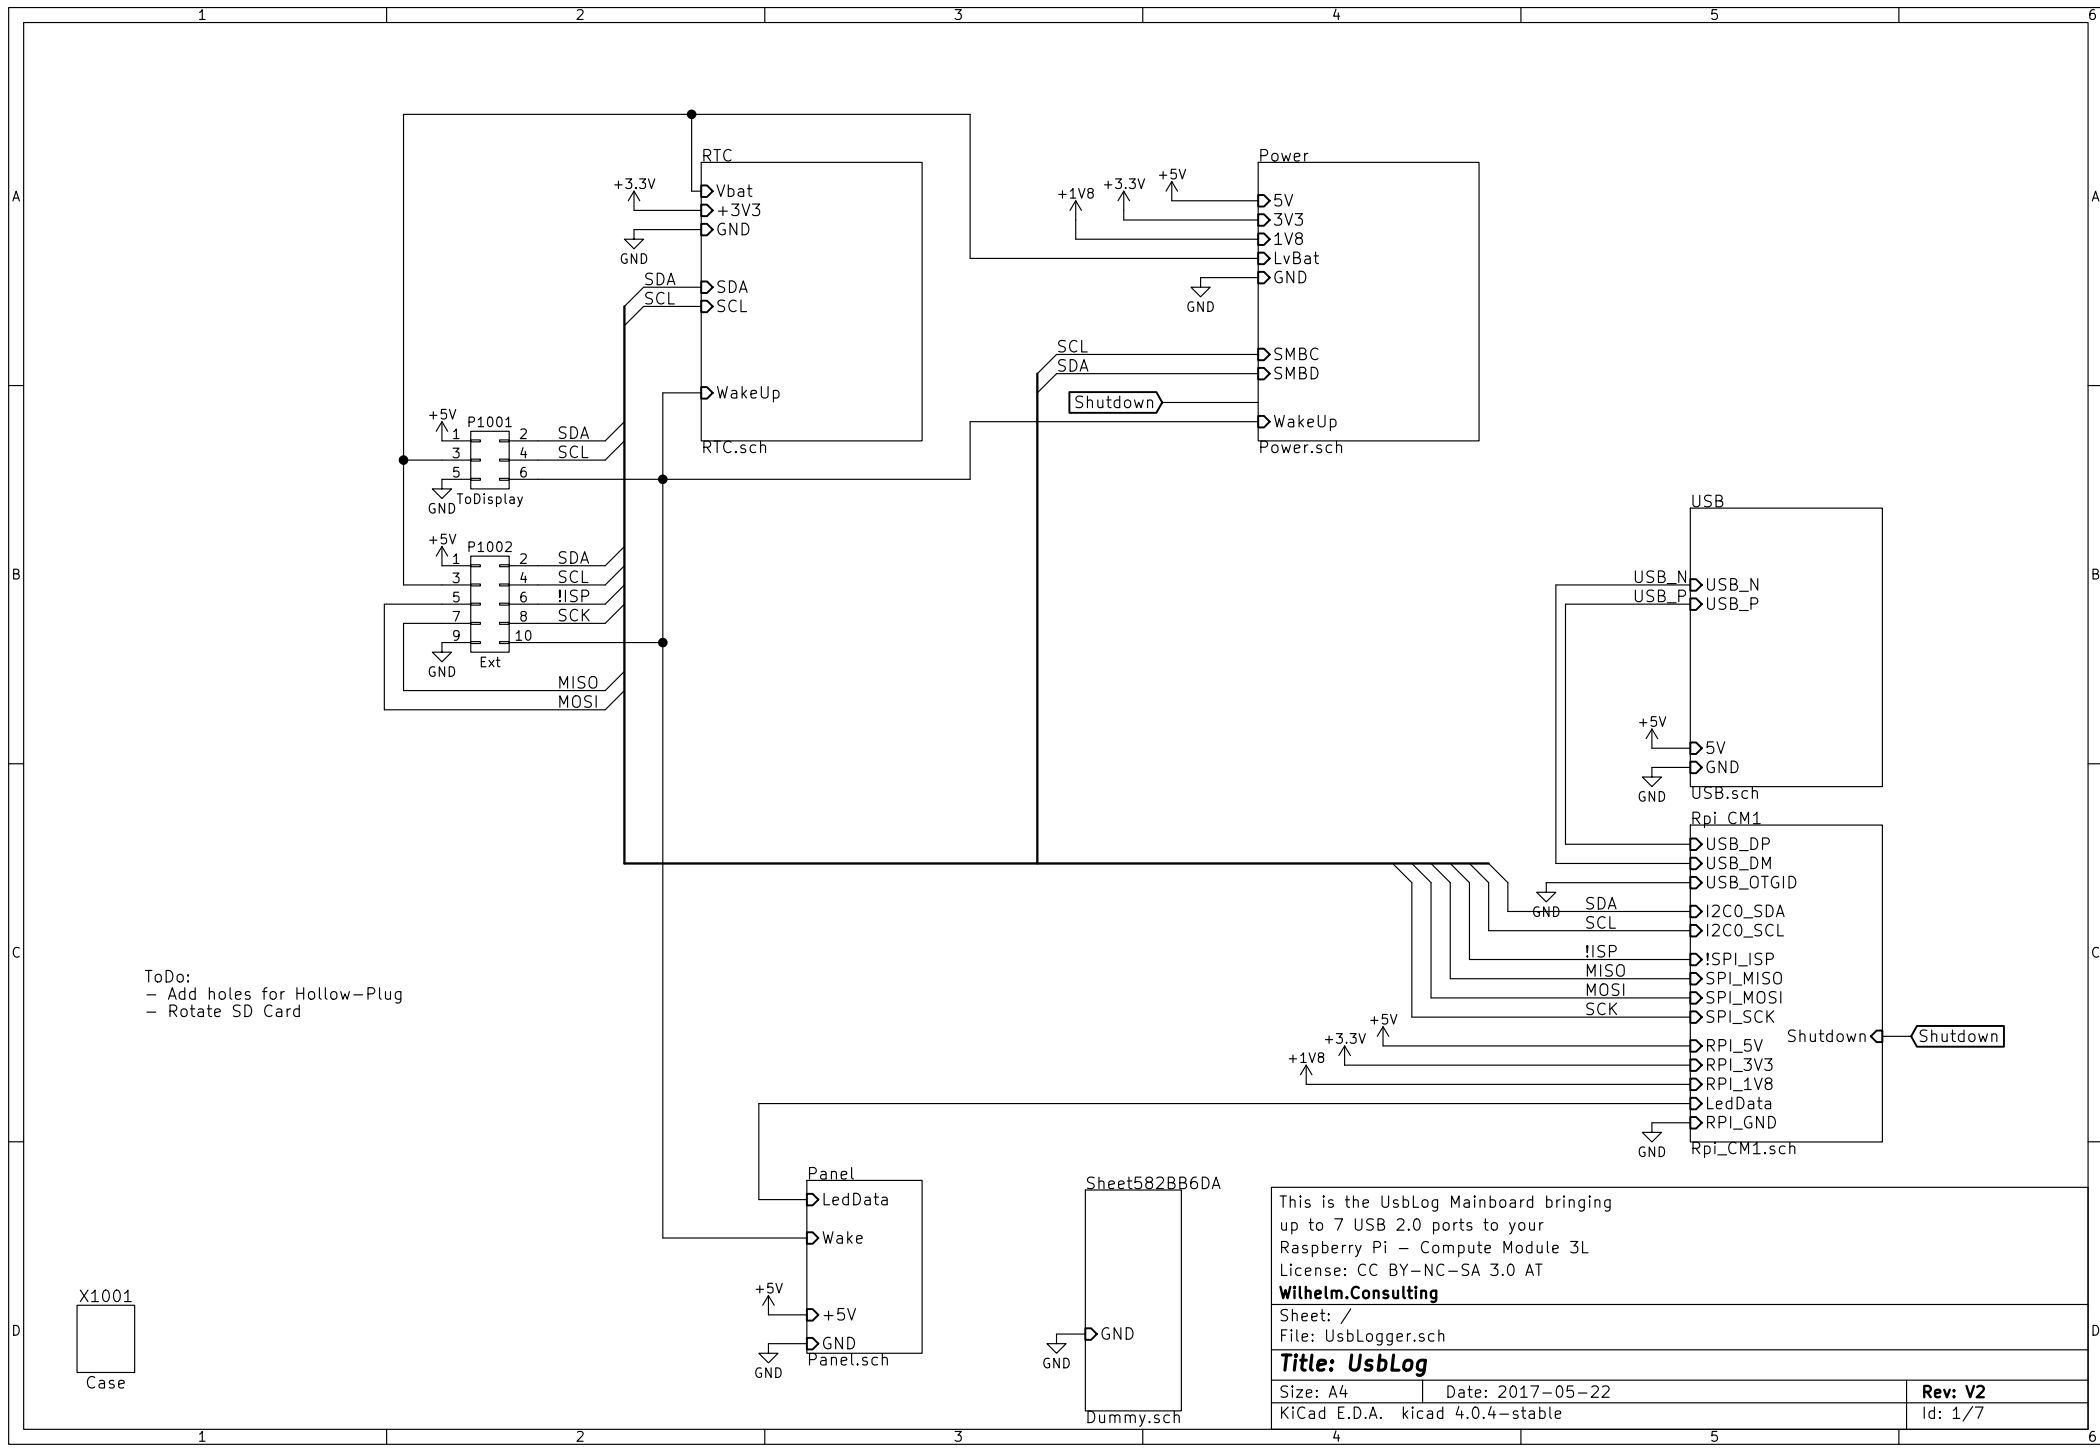 1 2 3 4 5 6
A A
B B
C C
D D
RTC
Vbat
+3.3V
+3V3
GND
GND
SDA
SDA
SCL
SCL
WakeUp
RTC.sch
Power
+1V8
+3.3V
+5V
5V
3V3
1V8
LvBat
GND
GND
SCL
SMBC
SDA
SMBD
Shutdown
WakeUp
Power.sch
+5V
P1001
1 2 SDA
3 4 SCL
5 6
GND
ToDisplay
+5V
P1002
1 2 SDA
3 4 SCL
5 6 !ISP
7 8 SCK
9 10
GND
Ext
MISO
MOSI
USB
USB_N
USB_N
USB_P
USB_P
+5V
5V
GND
GND
USB.sch
Rpi CM1
USB_DP
USB_DM
USB_OTGID
GND
SDA
I2C0_SDA
SCL
I2C0_SCL
!ISP
!SPI_ISP
MISO
SPI_MISO
MOSI
SPI_MOSI
SCK
SPI_SCK
Shutdown
Shutdown
+5V
RPI_5V
+3.3V
RPI_3V3
+1V8
RPI_1V8
LedData
RPI_GND
GND
Rpi_CM1.sch
ToDo:
- Add holes for Hollow-Plug
- Rotate SD Card
Panel
LedData
Wake
+5V
+5V
GND
GND
Panel.sch
Sheet582BB6DA
GND
GND
Dummy.sch
X1001
Case
This is the UsbLog Mainboard bringing
up to 7 USB 2.0 ports to your
Raspberry Pi - Compute Module 3L
License: CC BY-NC-SA 3.0 AT
Wilhelm.Consulting
Sheet: /
File: UsbLogger.sch
Title: UsbLog
Size: A4 Date: 2017-05-22 Rev: V2
KiCad E.D.A. kicad 4.0.4-stable Id: 1/7
1 2 3 4 5 6